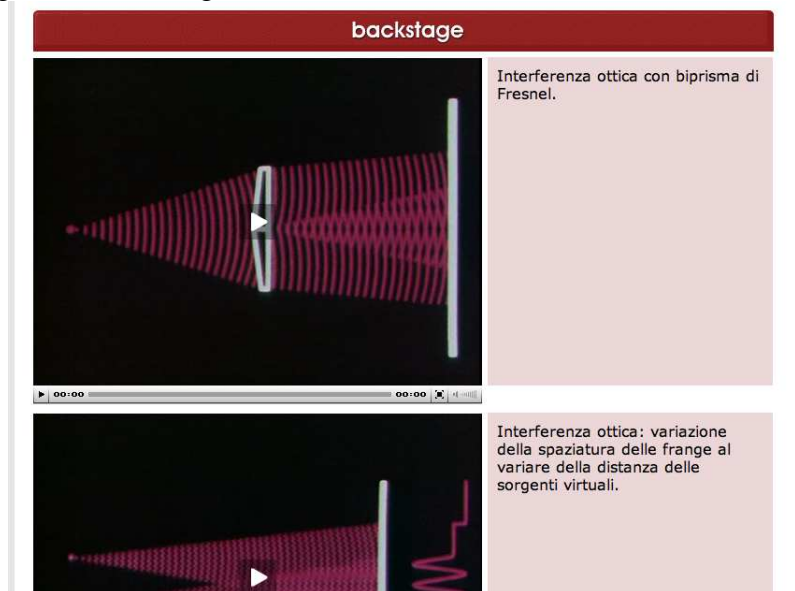 backstage
Interferenza ottica con biprisma di
Fresnel.
00:00 00:00
Interferenza ottica: variazione
della spaziatura delle frange al
variare della distanza delle
sorgenti virtuali.